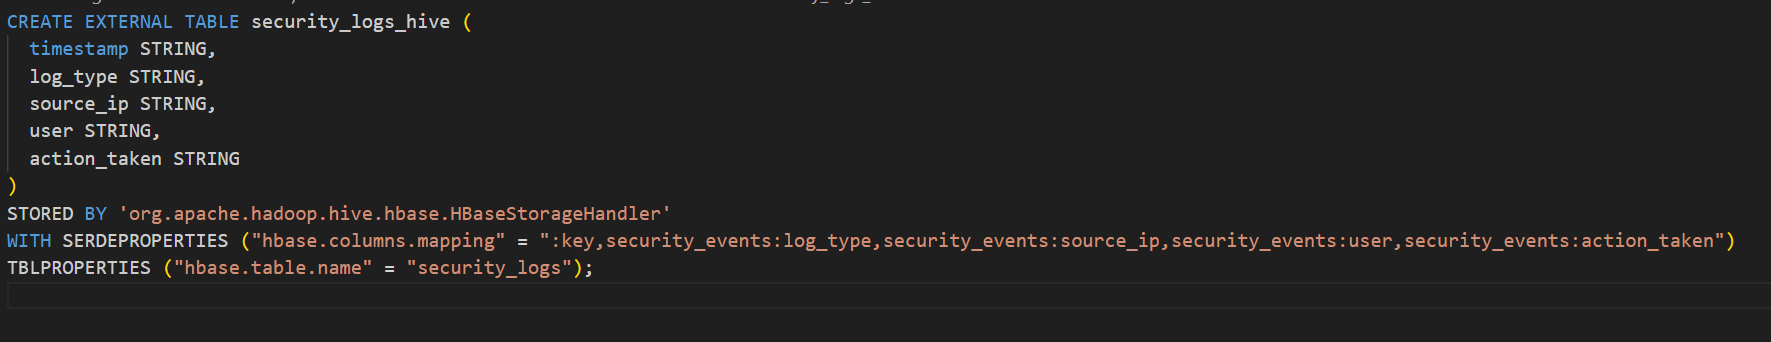 CREATE EXTERNAL TABLE security_logs_hive (
  timestamp STRING,
  log_type STRING,
  source_ip STRING,
  user STRING,
  action_taken STRING
)
STORED BY 'org.apache.hadoop.hive.hbase.HBaseStorageHandler'
WITH SERDEPROPERTIES ("hbase.columns.mapping" = ":key,security_events:log_type,security_events:source_ip,security_events:user,security_events:action_taken")
TBLPROPERTIES ("hbase.table.name" = "security_logs");